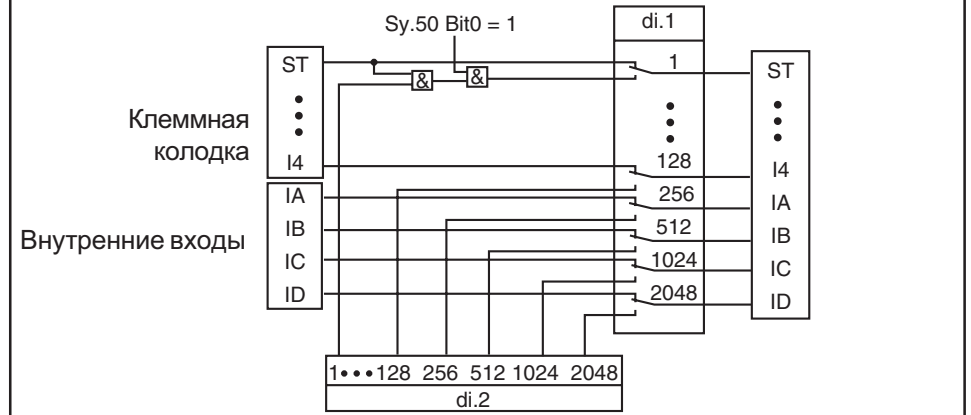 Sy.50 Bit0 = 1
di.1
ST
&
&
1
ST
Клеммная
колодка
I4
128
I4
IA
256
IA
Внутренние входы
IB
512
IB
IC
1024
IC
ID
2048
ID
1•••128 256 512 1024 2048
di.2